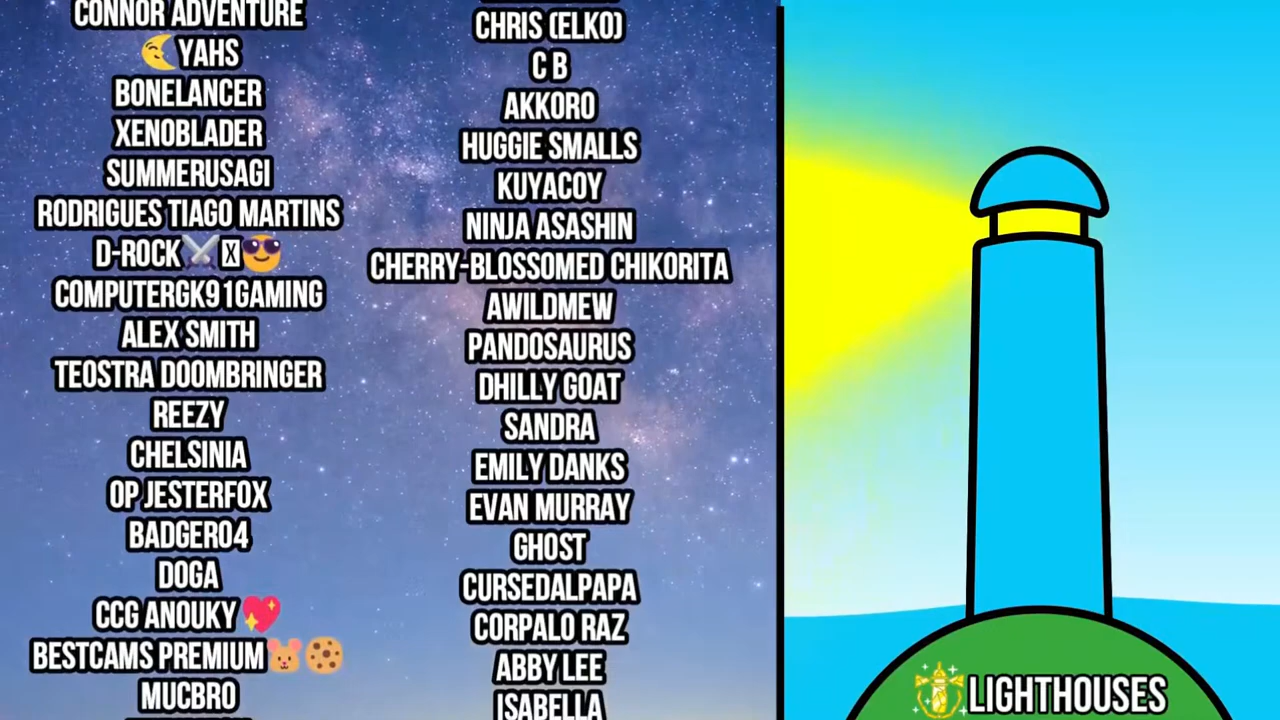 CONNOR ADVENTURE
🌜YAHS
BONELANCER
XENOBLADER
SUMMERUSAGI
RODRIGUES TIAGO MARTINS
D-ROCK⚔️ X 😎
COMPUTERGK91GAMING
ALEX SMITH
TEOSTRA DOOMBRINGER
REEZY
CHELSINIA
OP JESTERFOX
BADGER04
DOGA
CCG ANOUKY 💖
BESTCAMS PREMIUM🐹🍪
MUCBRO
CHRIS (ELKO)
C B
AKKORO
HUGGIE SMALLS
KUYACOY
NINJA ASASHIN
CHERRY-BLOSSOMED CHIKORITA
AWILDMEW
PANDOSAURUS
DHILLY GOAT
SANDRA
EMILY DANKS
EVAN MURRAY
GHOST
CURSEDALPAPA
CORPALO RAZ
ABBY LEE
ISABELLA
LIGHTHOUSES